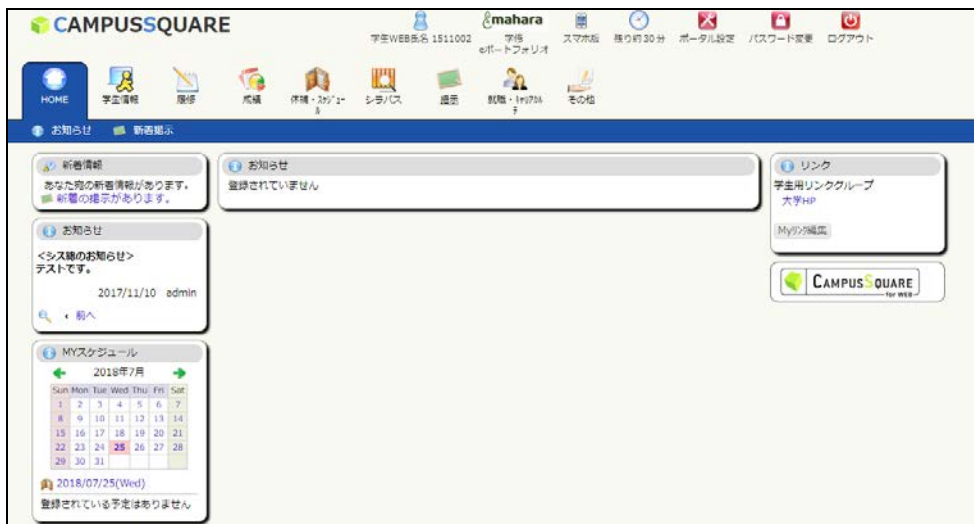 CAMPUSSQUARE
学生WEB氏名 1511002
mahara
学修
eポートフォリオ
スマホ版
残り約30分
ポータル設定
パスワード変更
ログアウト
HOME
学生情報
履修
成績
休補・スケジュール
シラバス
掲示
就職・キャリアカルテ
その他
お知らせ
新着掲示
新着情報
あなた宛の新着情報があります。
新着の掲示があります。
お知らせ
登録されていません
リンク
学生用リンクグループ
大学HP
Myリンク編集
CAMPUSSQUARE
for WEB
お知らせ
<シス総のお知らせ>
テストです。
2017/11/10 admin
前へ
MYスケジュール
2018年7月
Sun Mon Tue Wed Thu Fri Sat
1 2 3 4 5 6 7
8 9 10 11 12 13 14
15 16 17 18 19 20 21
22 23 24 25 26 27 28
29 30 31
2018/07/25(Wed)
登録されている予定はありません